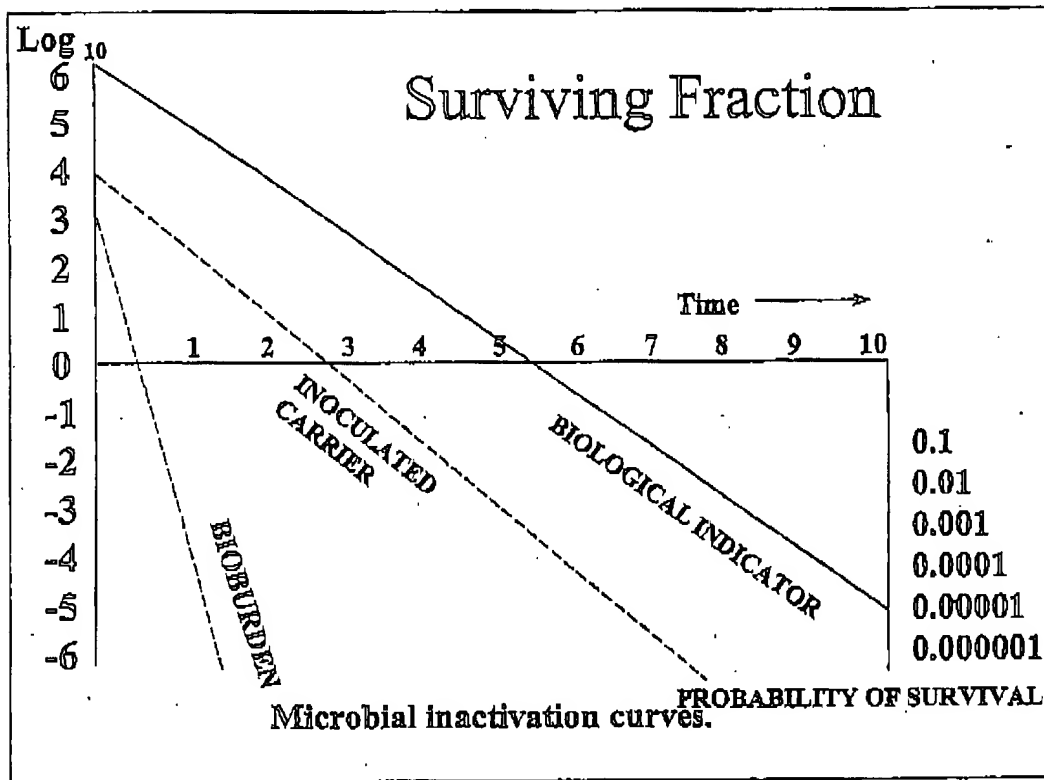 Log 10
Surviving Fraction
6
5
4
3
2
1
0
-1
-2
-3
-4
-5
-6
Time
1 2 3 4 5 6 7 8 9 10
INOCULATED
CARRIER
BIOLOGICAL INDICATOR
BIOBURDEN
0.1
0.01
0.001
0.0001
0.00001
0.000001
PROBABILITY OF SURVIVAL
Microbial inactivation curves.